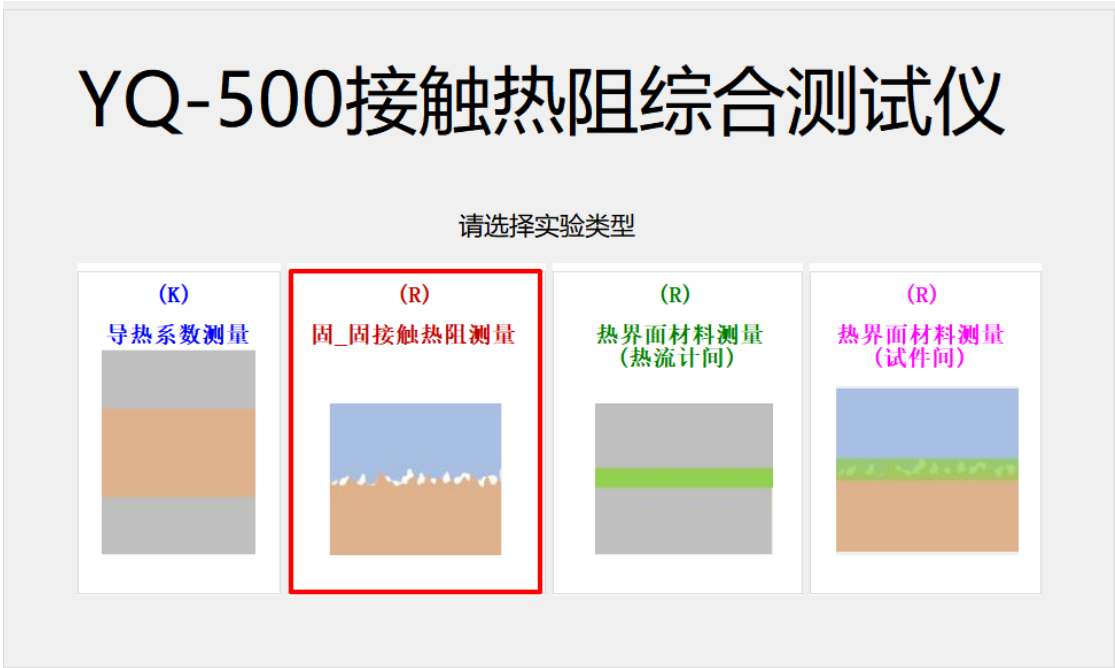 YQ-500接触热阻综合测试仪
请选择实验类型
(K)
导热系数测量
(R)
固_固接触热阻测量
(R)
热界面材料测量
(热流计间)
(R)
热界面材料测量
(试件间)